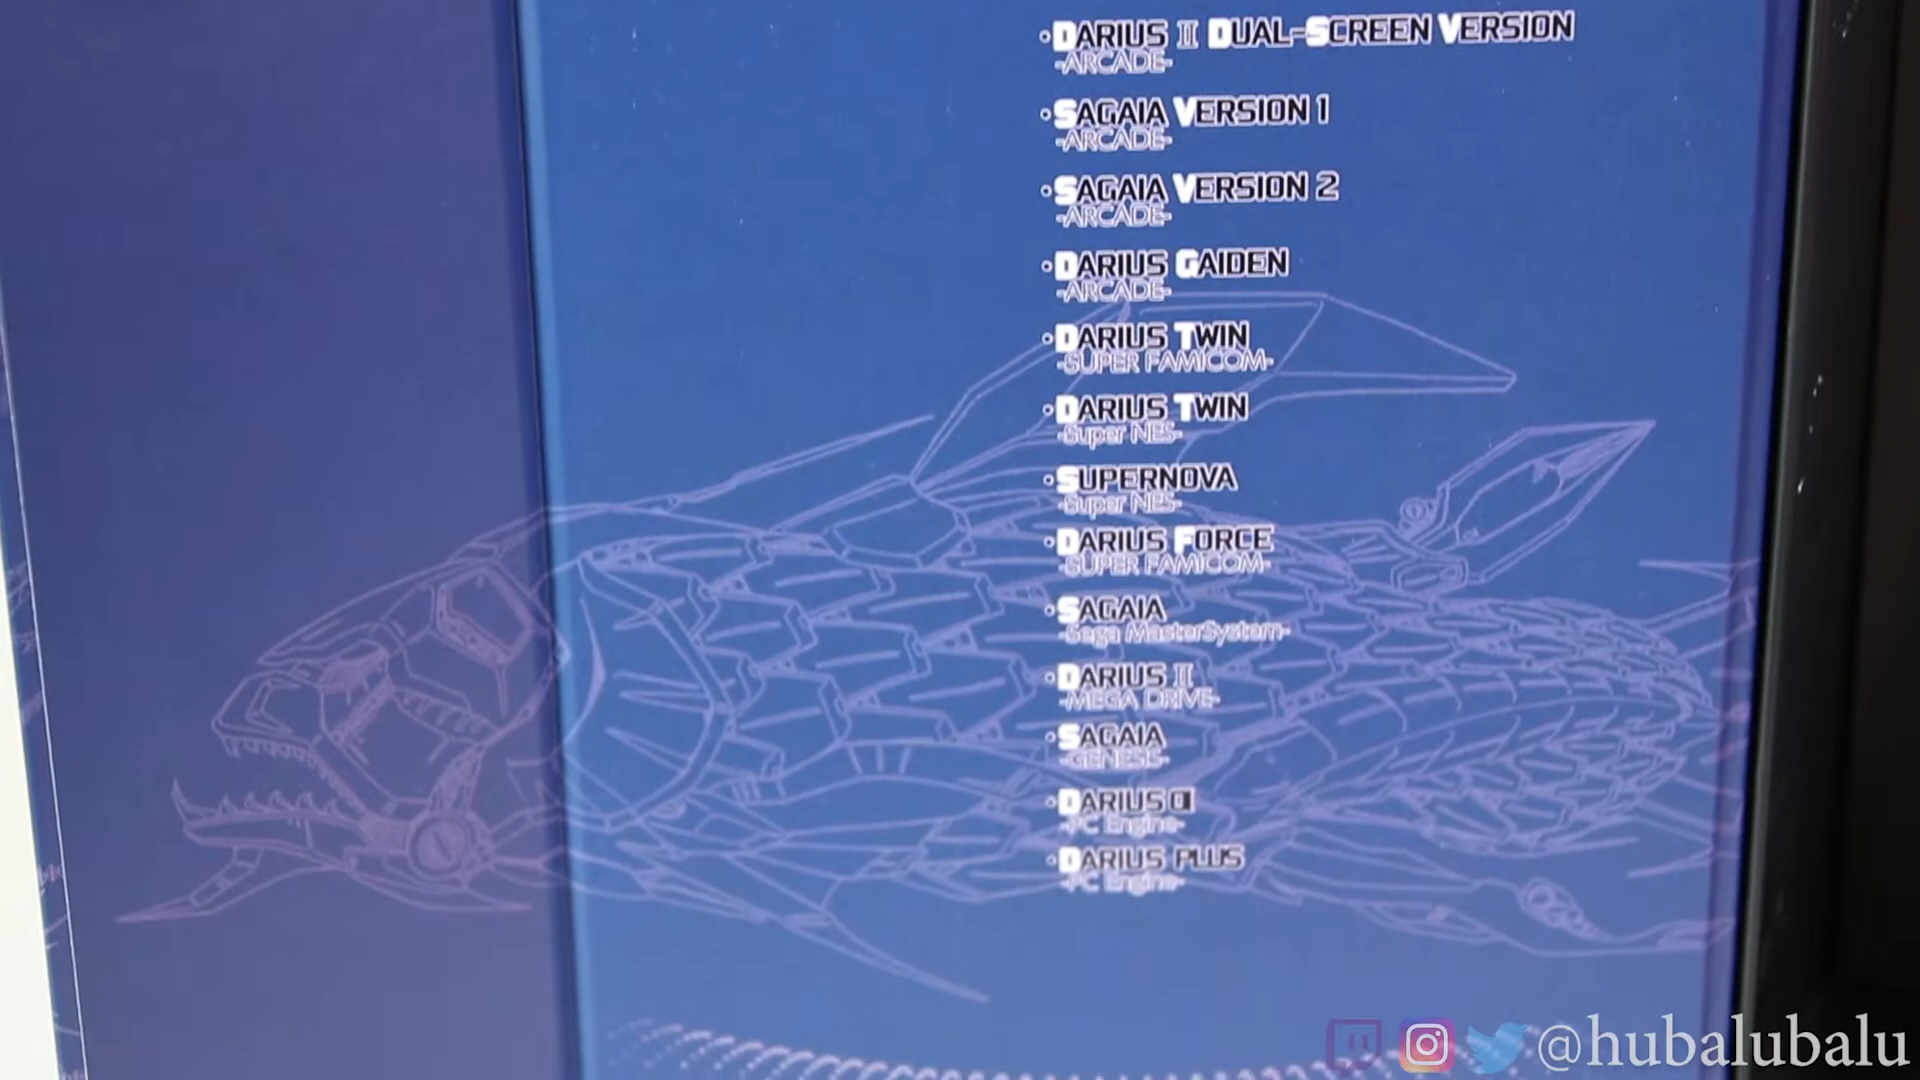 •DARIUS II DUAL-SCREEN VERSION
-ARCADE-
•SAGAIA VERSION 1
-ARCADE-
•SAGAIA VERSION 2
-ARCADE-
•DARIUS GAIDEN
-ARCADE-
•DARIUS TWIN
-SUPER FAMICOM-
•DARIUS TWIN
-Super NES-
•SUPERNOVA
-Super NES-
•DARIUS FORCE
-SUPER FAMICOM-
•SAGAIA
-Sega MasterSystem-
•DARIUS II
-MEGA DRIVE-
•SAGAIA
-GENESIS-
•DARIUS α
-PC Engine-
•DARIUS PLUS
-PC Engine-
@hubalubalu